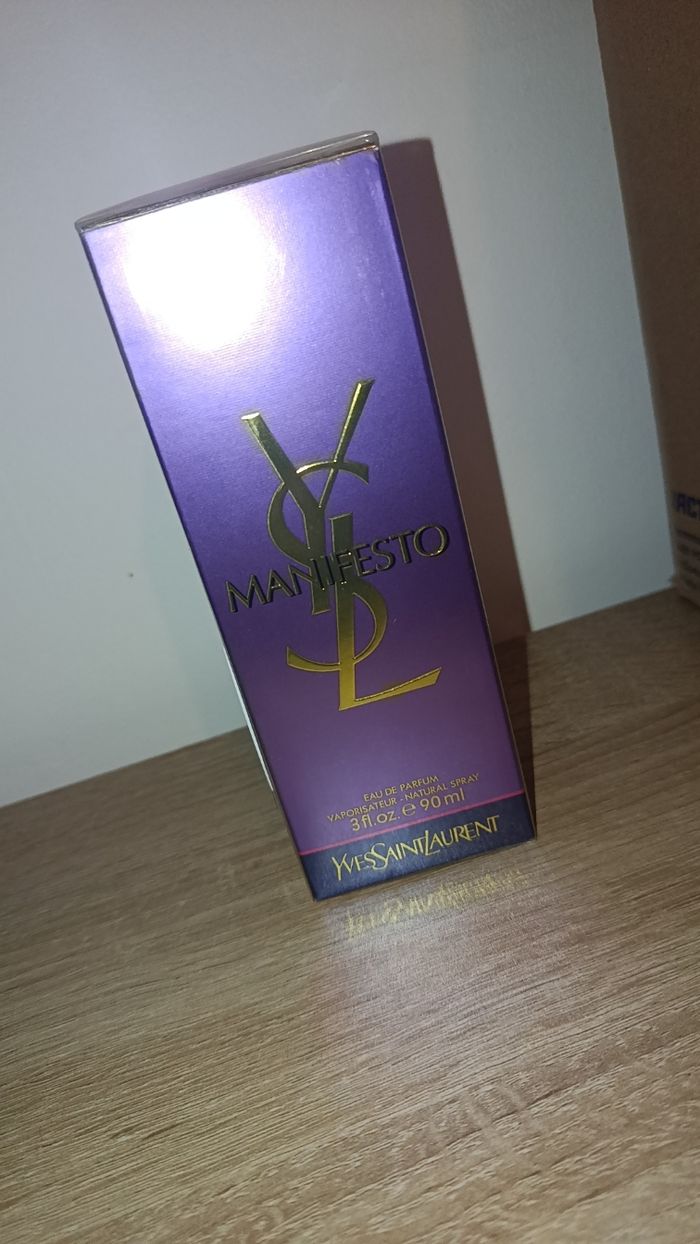 YSL
MANIFESTO
EAU DE PARFUM
VAPORISATEUR - NATURAL SPRAY
3 fl.oz. ℮ 90 ml
YVESSAINTLAURENT